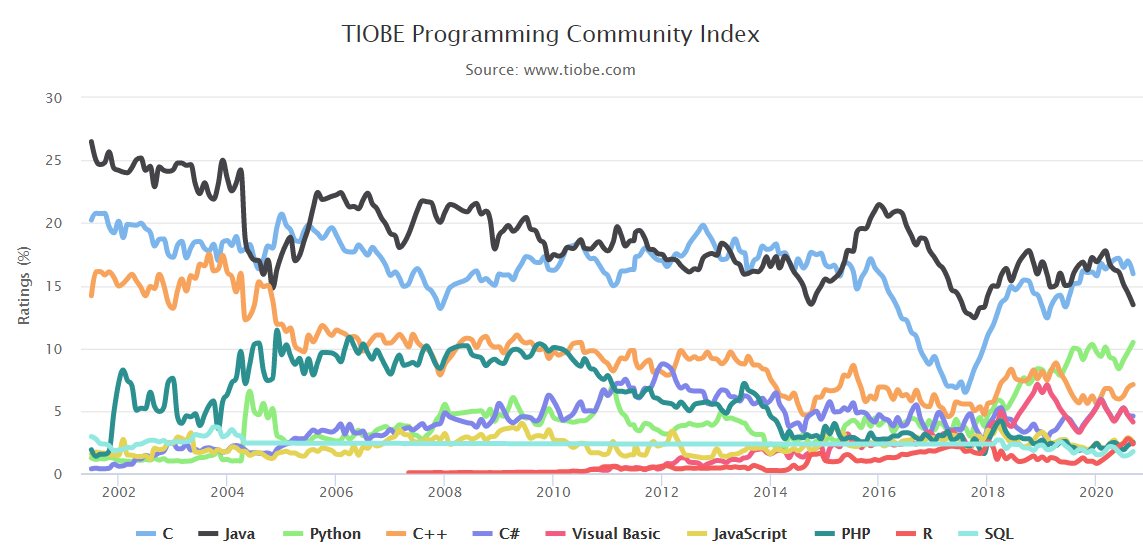 TIOBE Programming Community Index
Source: www.tiobe.com
Ratings (%)
30
25
20
15
10
5
0
2002 2004 2006 2008 2010 2012 2014 2016 2018 2020
C Java Python C++ C# Visual Basic JavaScript PHP R SQL